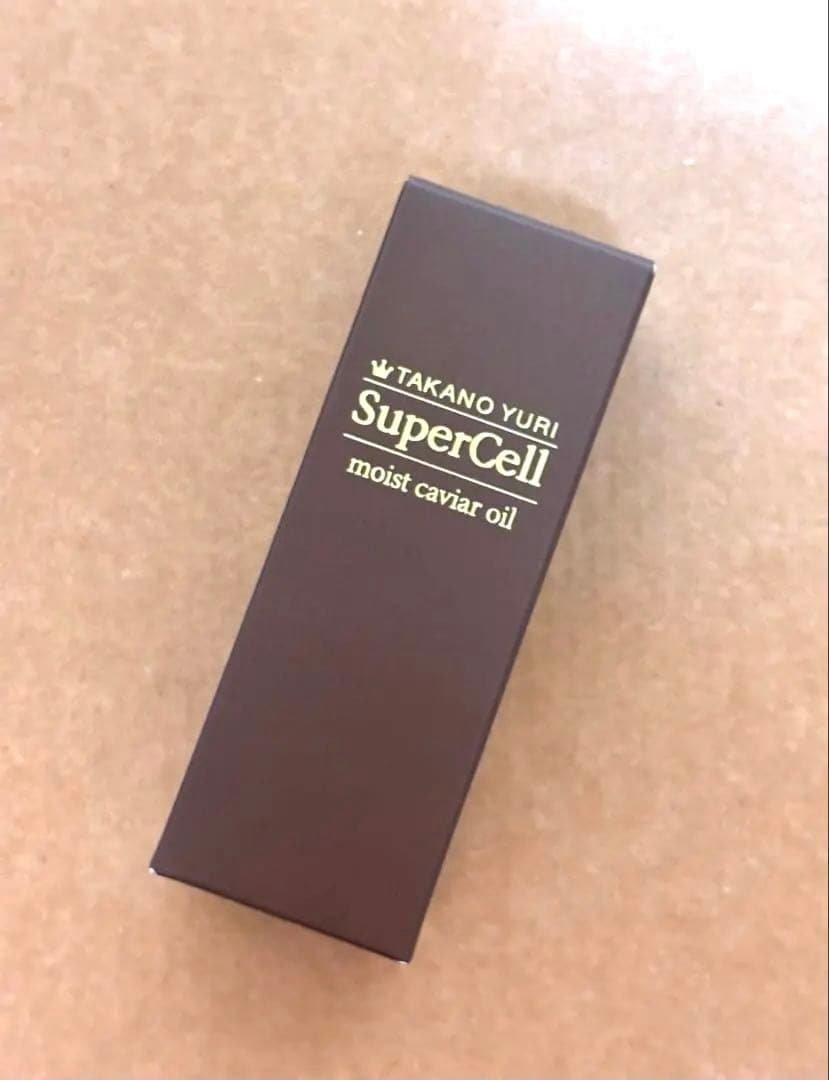 TAKANO YURI
SuperCell
moist caviar oil